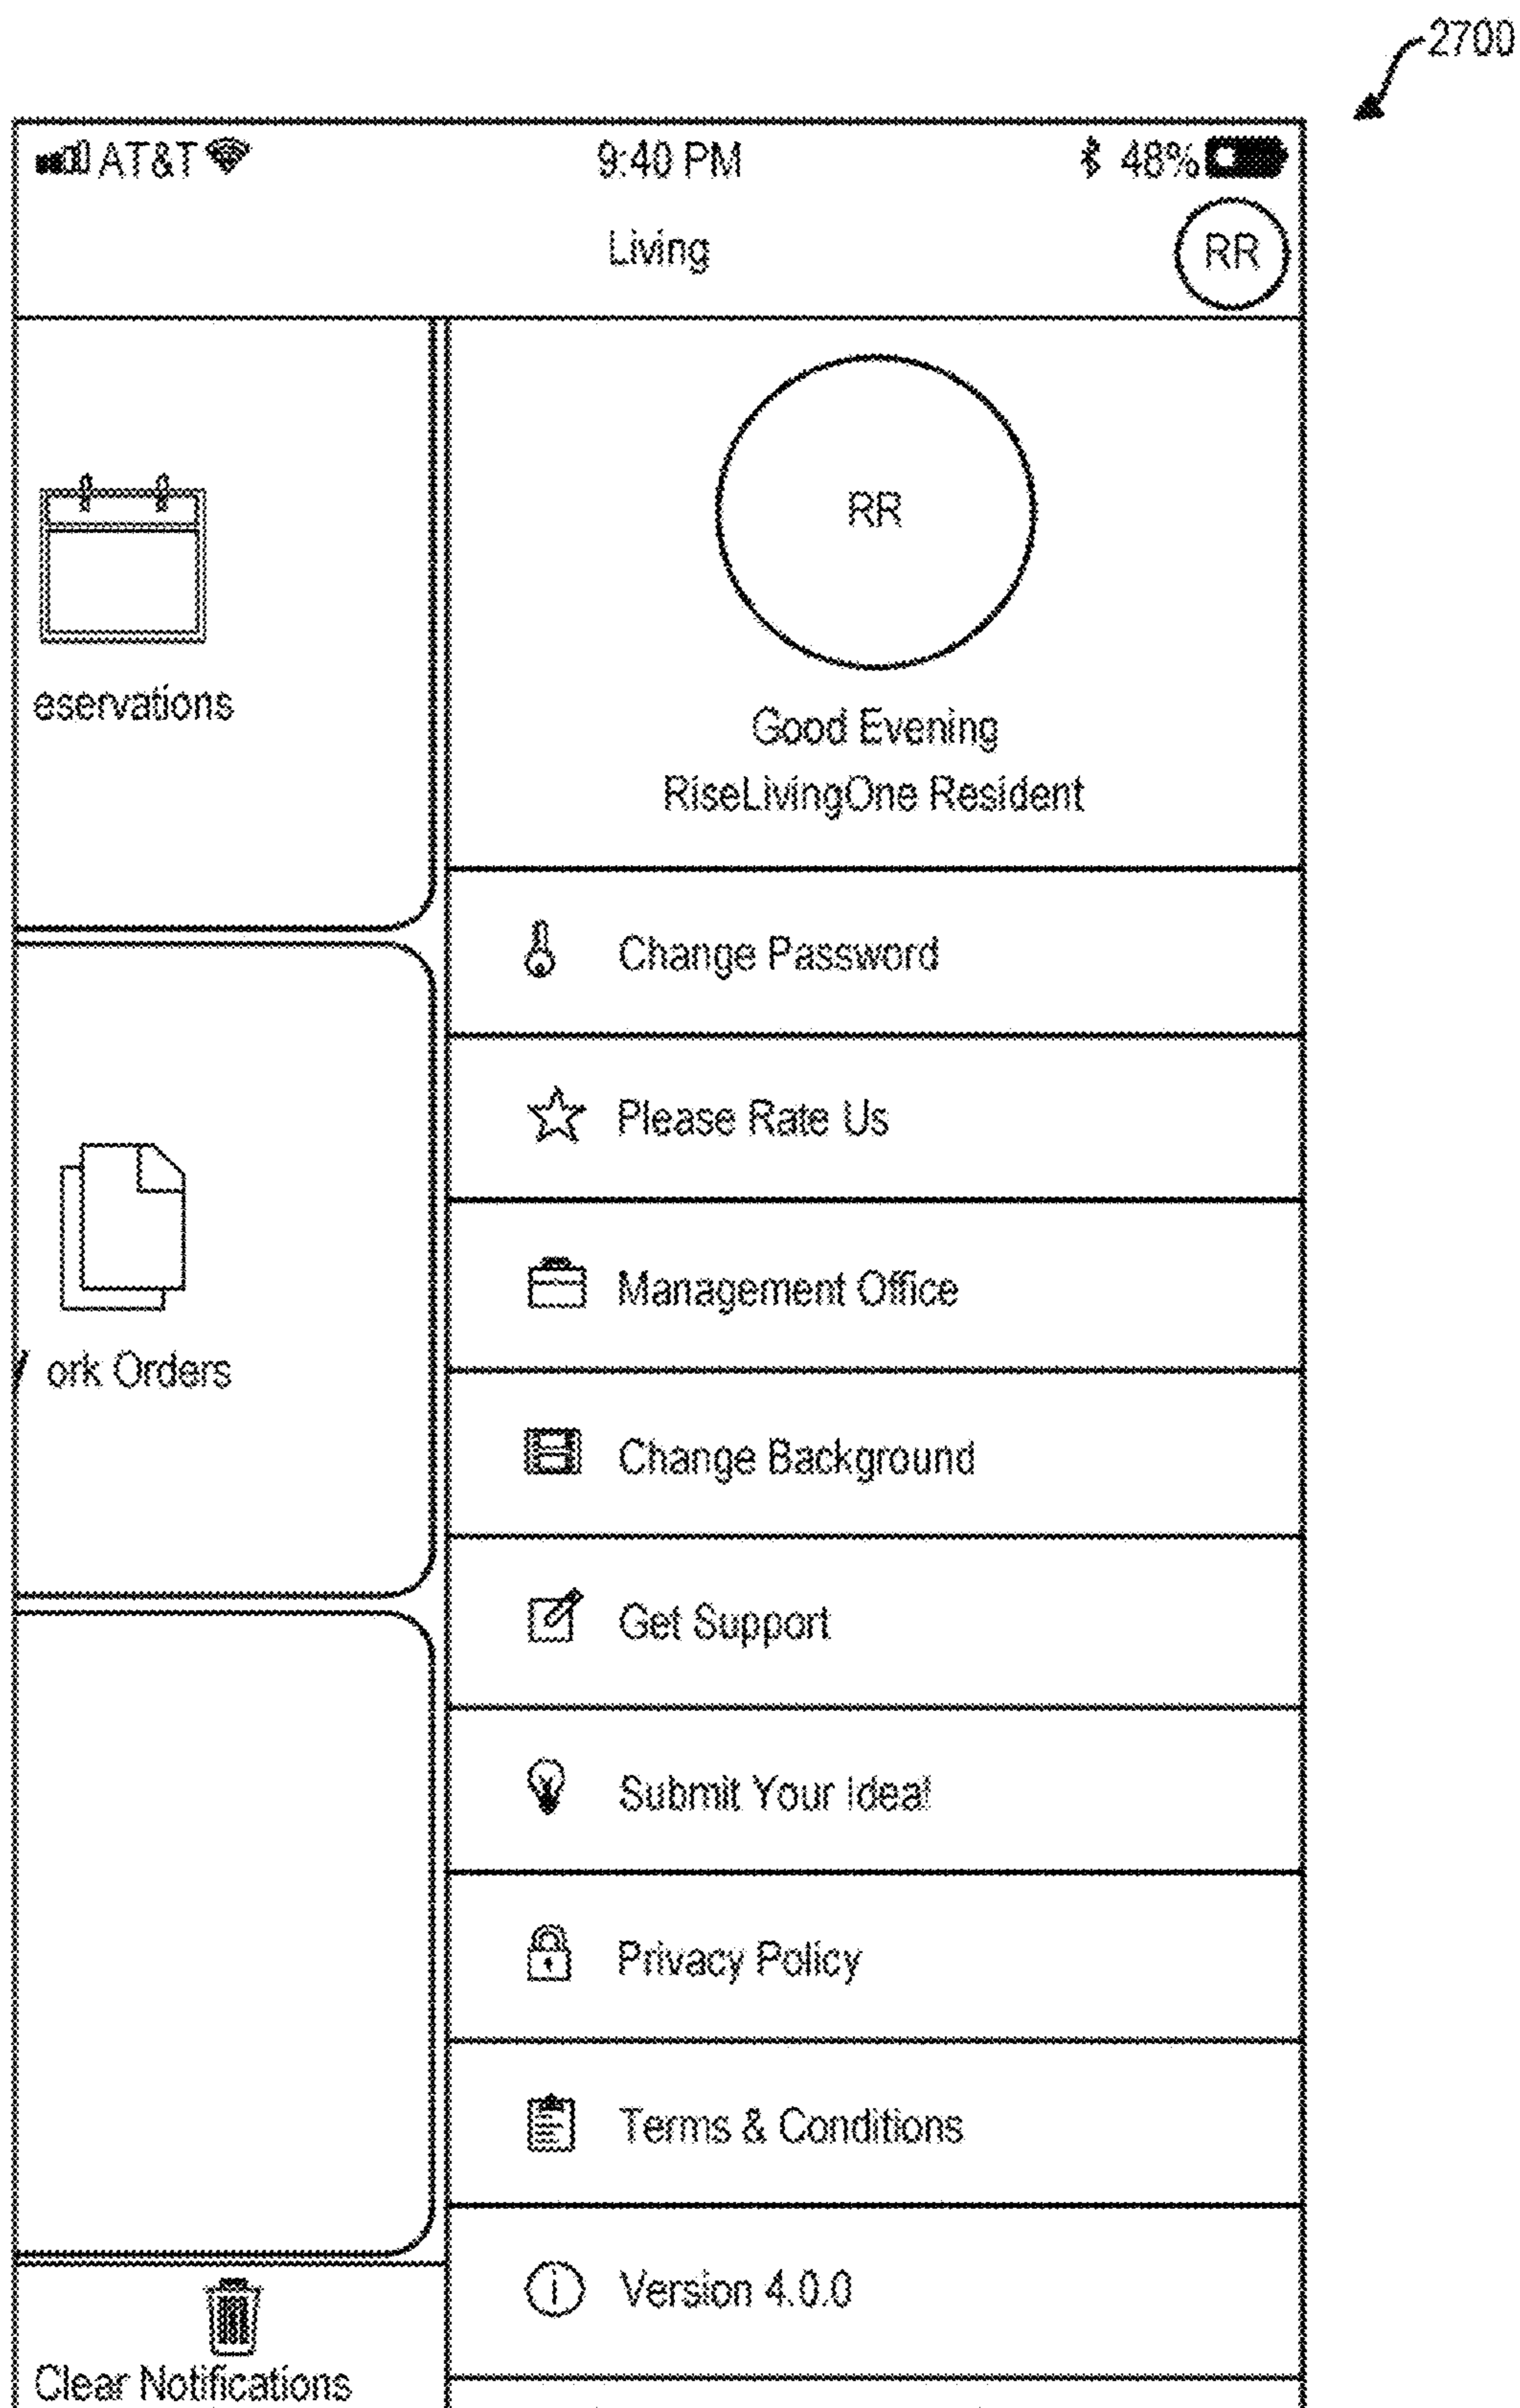 2700
AT&T 9:40 PM 48%
Living RR
RR
eservations
Good Evening
RiseLivingOne Resident
Change Password
Please Rate Us
Management Office
ork Orders
Change Background
Get Support
Submit Your Idea!
Privacy Policy
Terms & Conditions
Version 4.0.0
Clear Notifications